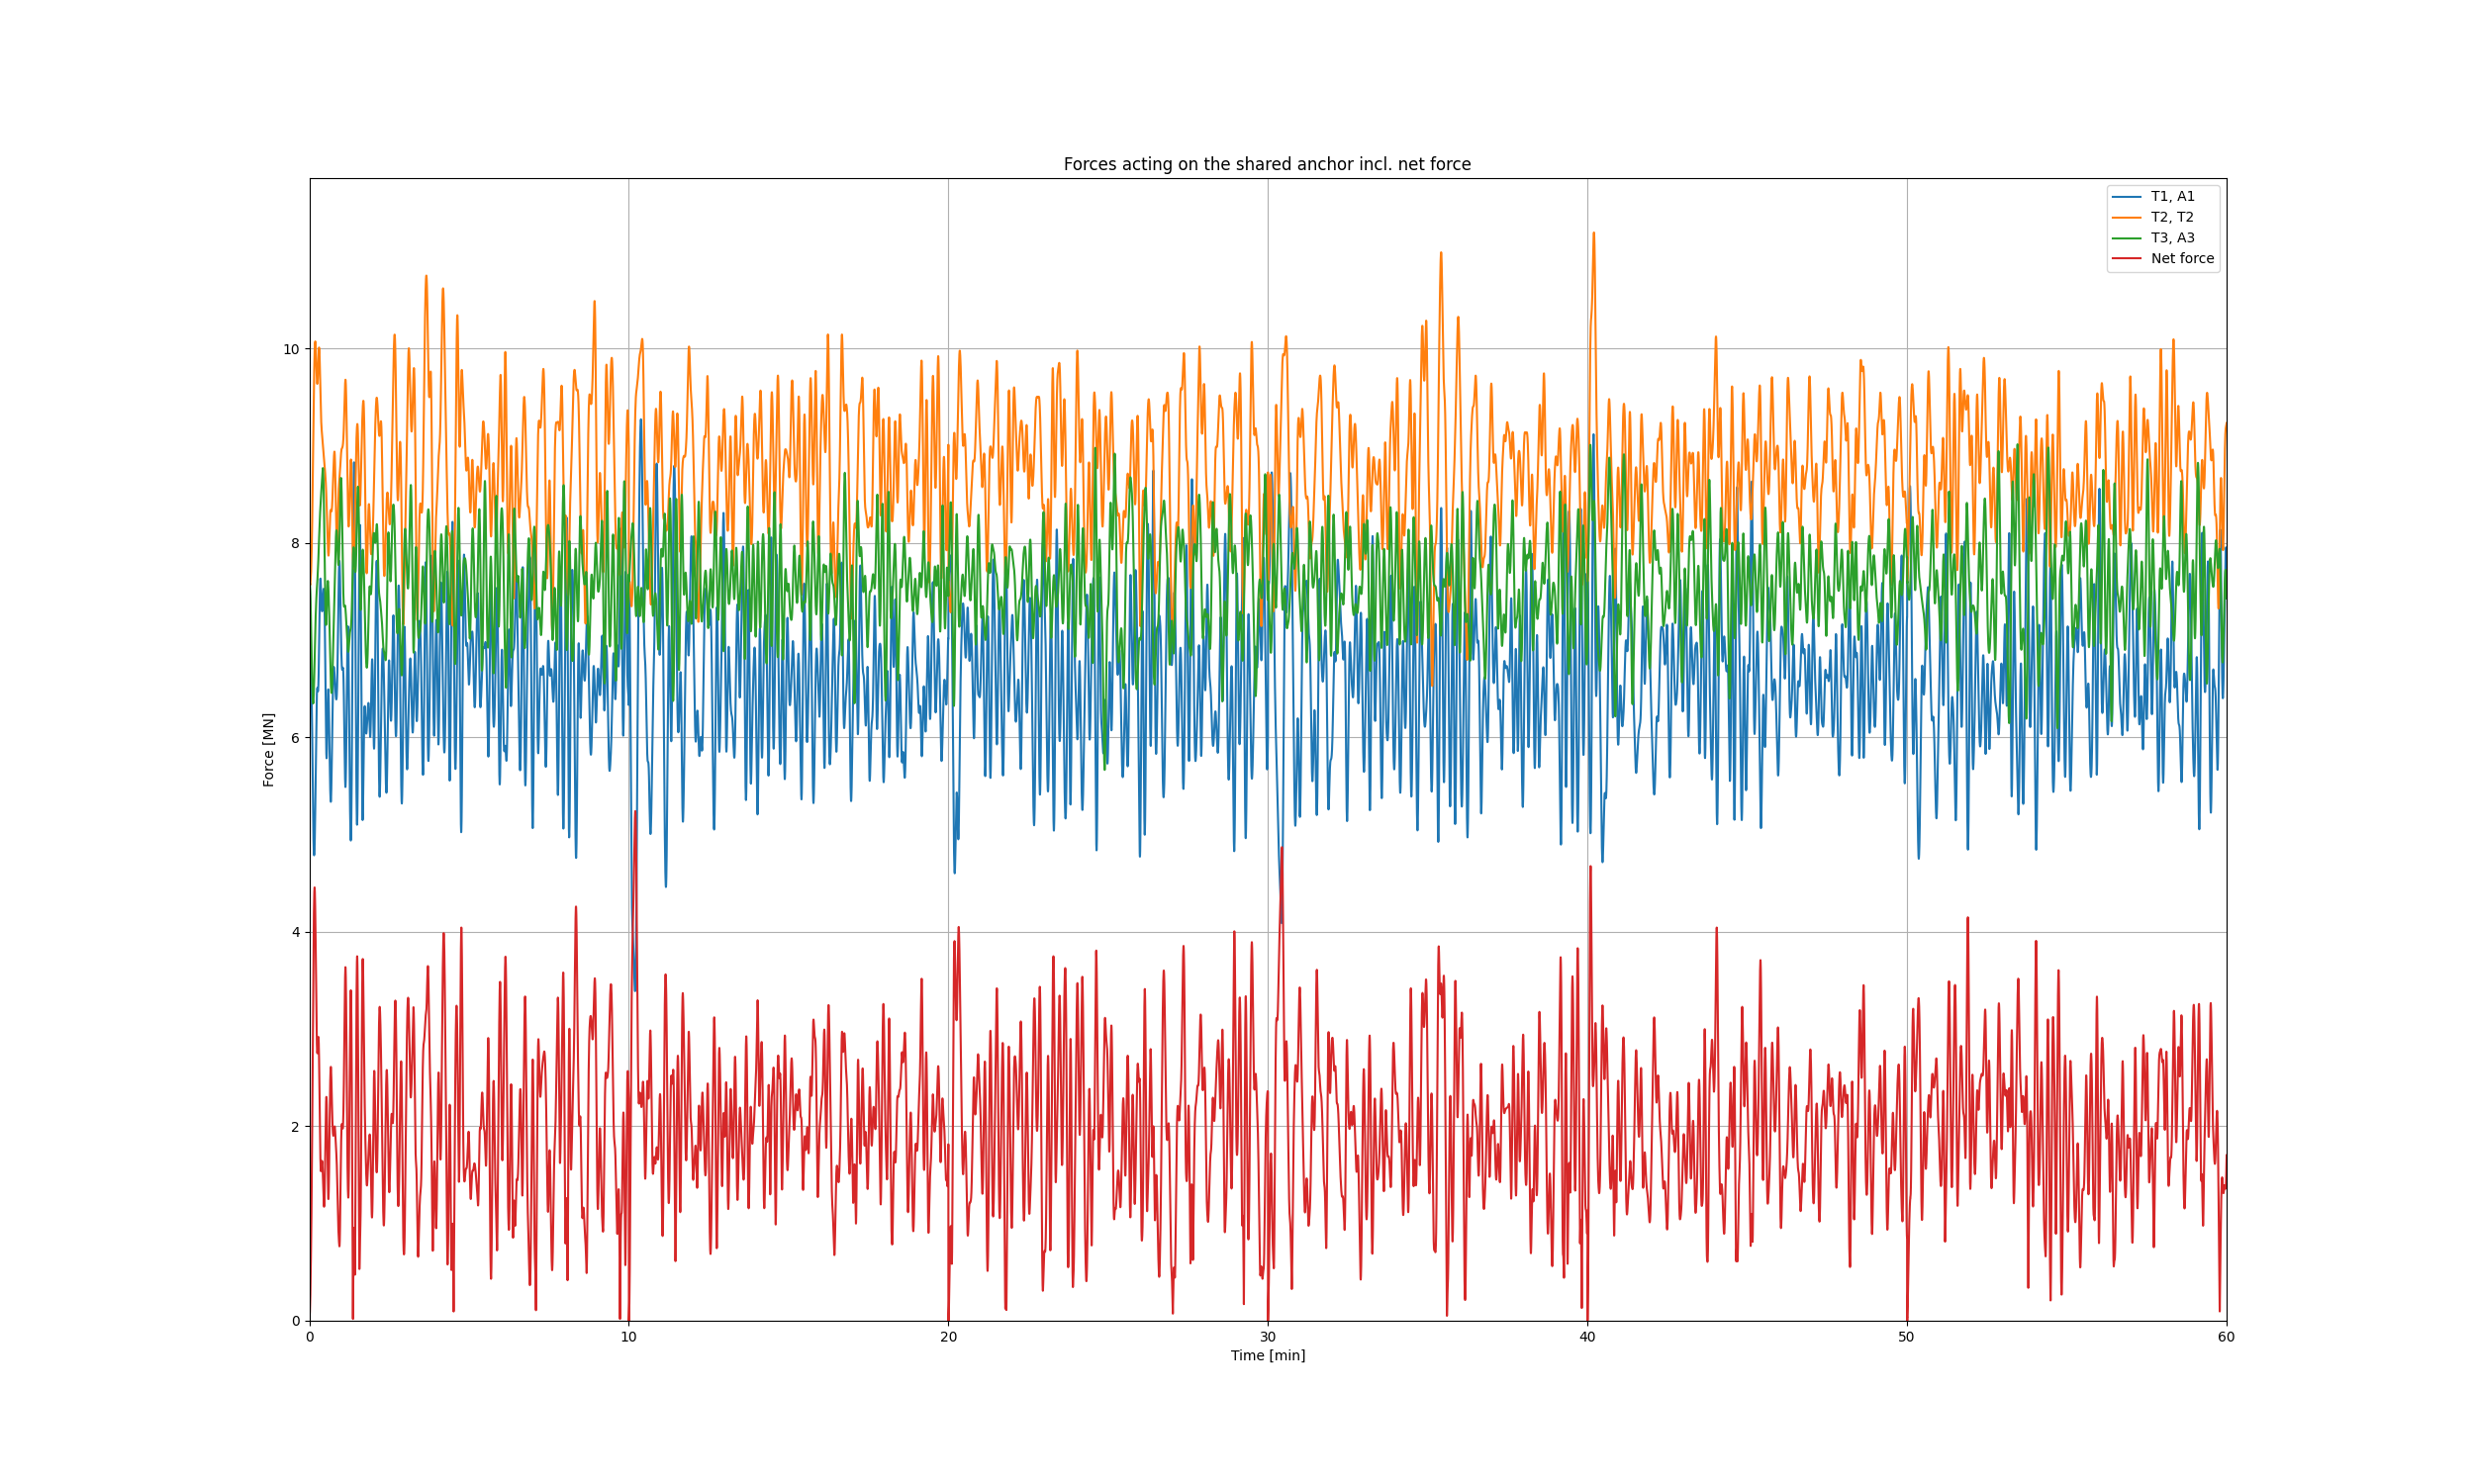 Forces acting on the shared anchor incl. net force
T1, A1
T2, T2
T3, A3
Net force
Force [MN]
10
8
6
4
2
0
0 10 20 30 40 50 60
Time [min]